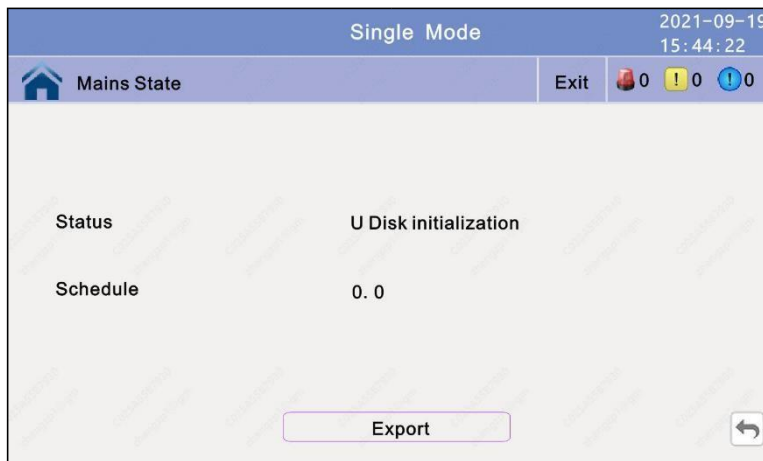 Single Mode
2021-09-19
15:44:22
Mains State
Exit
0
! 0
! 0
Status
U Disk initialization
Schedule
0. 0
Export